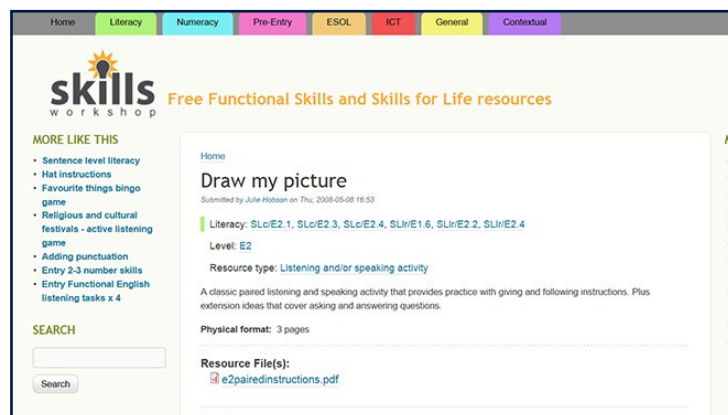 Home Literacy Numeracy Pre-Entry ESOL ICT General Contextual
skills
workshop
Free Functional Skills and Skills for Life resources
MORE LIKE THIS
Sentence level literacy
Hat instructions
Favourite things bingo
game
Religious and cultural
festivals - active listening
game
Adding punctuation
Entry 2-3 number skills
Entry Functional English
listening tasks x 4
SEARCH
Search
Home
Draw my picture
Submitted by Julie Hobson on Thu, 2008-05-08 16:53
Literacy: SLc/E2.1, SLc/E2.3, SLc/E2.4, SLlr/E1.6, SLlr/E2.2, SLlr/E2.4
Level: E2
Resource type: Listening and/or speaking activity
A classic paired listening and speaking activity that provides practice with giving and following instructions. Plus
extension ideas that cover asking and answering questions.
Physical format: 3 pages
Resource File(s):
e2pairedinstructions.pdf